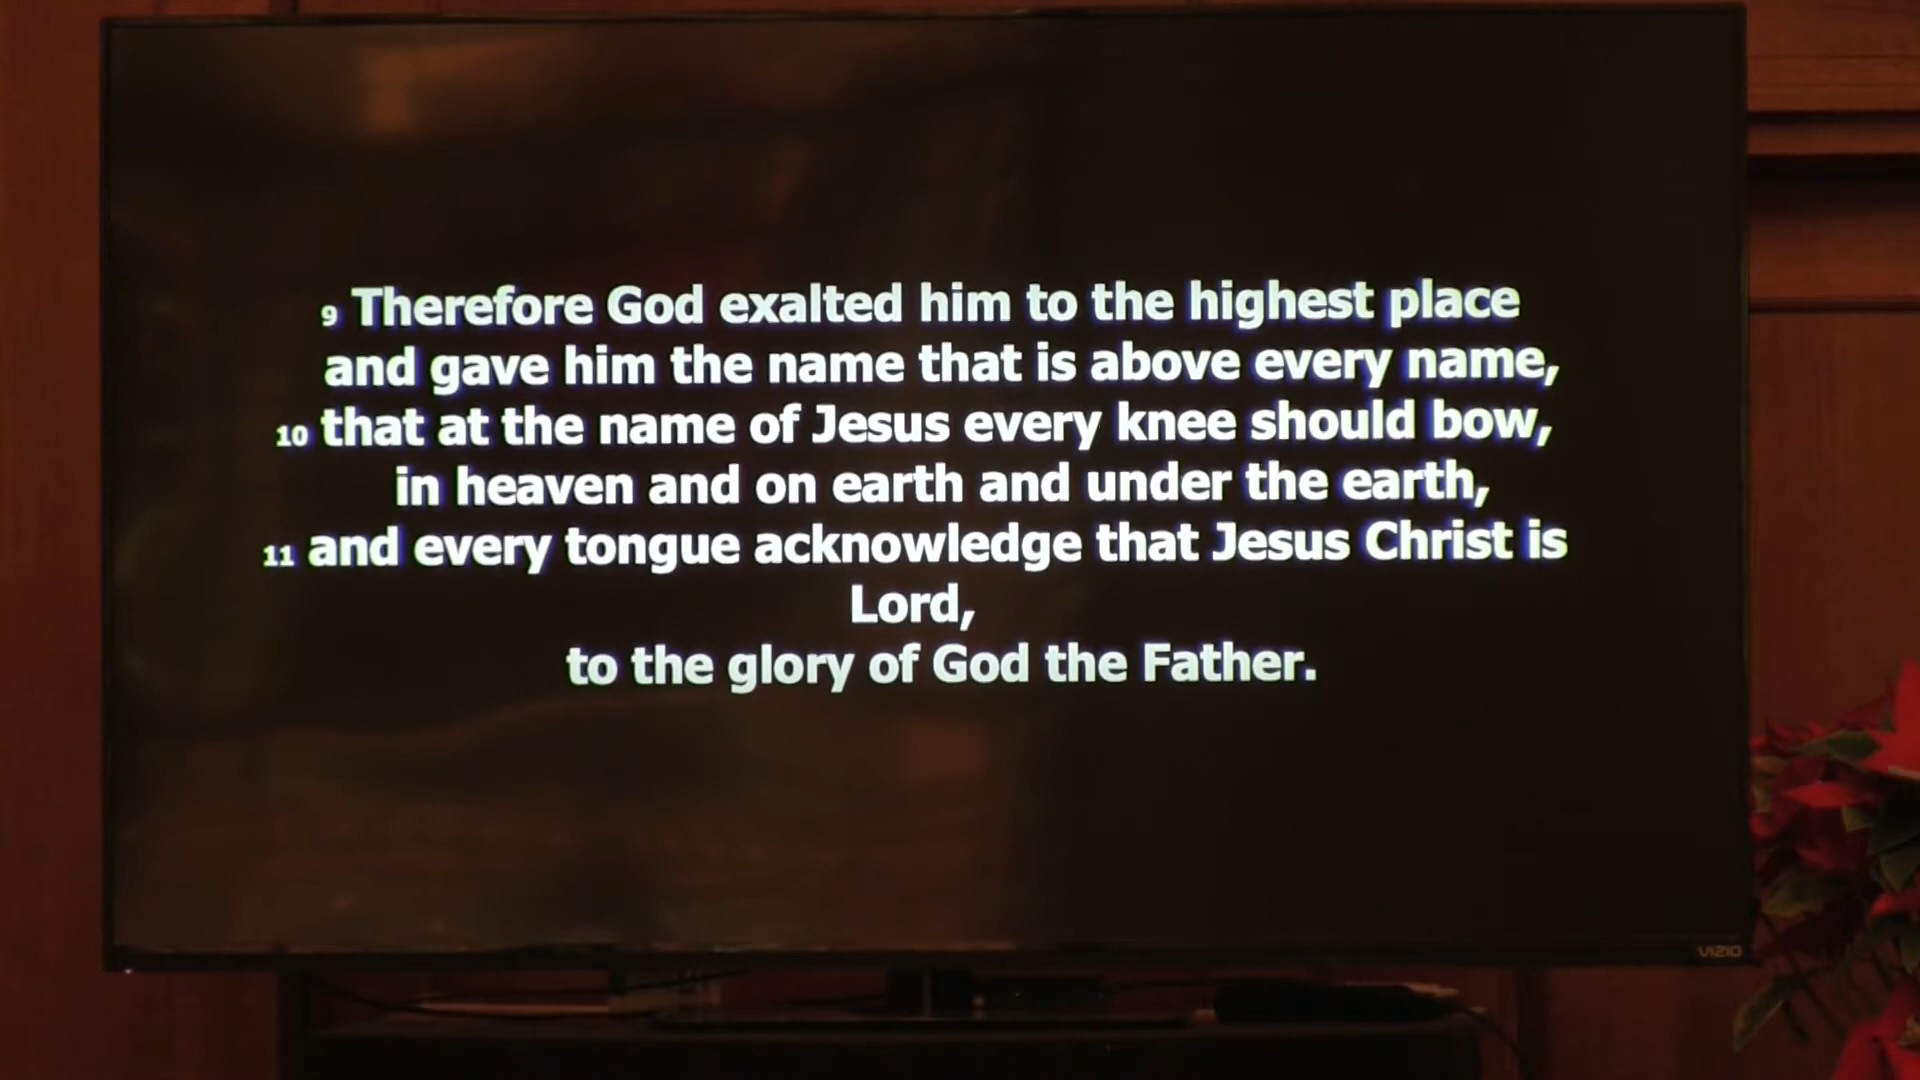 9 Therefore God exalted him to the highest place
and gave him the name that is above every name,
10 that at the name of Jesus every knee should bow,
in heaven and on earth and under the earth,
11 and every tongue acknowledge that Jesus Christ is
Lord,
to the glory of God the Father.
VIZIO